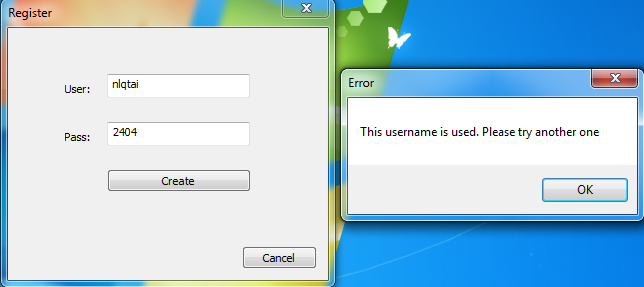 Register
User:
nlqtai
Pass:
2404
Create
Cancel
Error
This username is used. Please try another one
OK